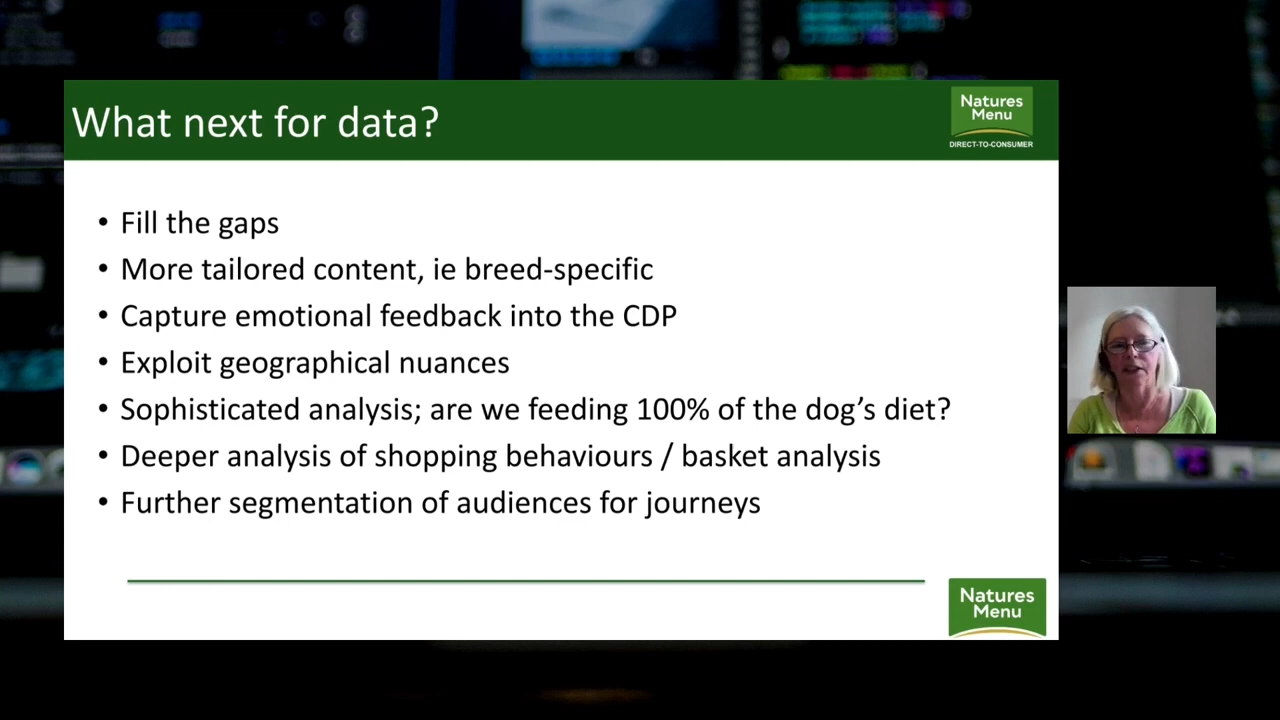 What next for data?
Natures
Menu
DIRECT-TO-CONSUMER
• Fill the gaps
• More tailored content, ie breed-specific
• Capture emotional feedback into the CDP
• Exploit geographical nuances
• Sophisticated analysis; are we feeding 100% of the dog’s diet?
• Deeper analysis of shopping behaviours / basket analysis
• Further segmentation of audiences for journeys
Natures
Menu